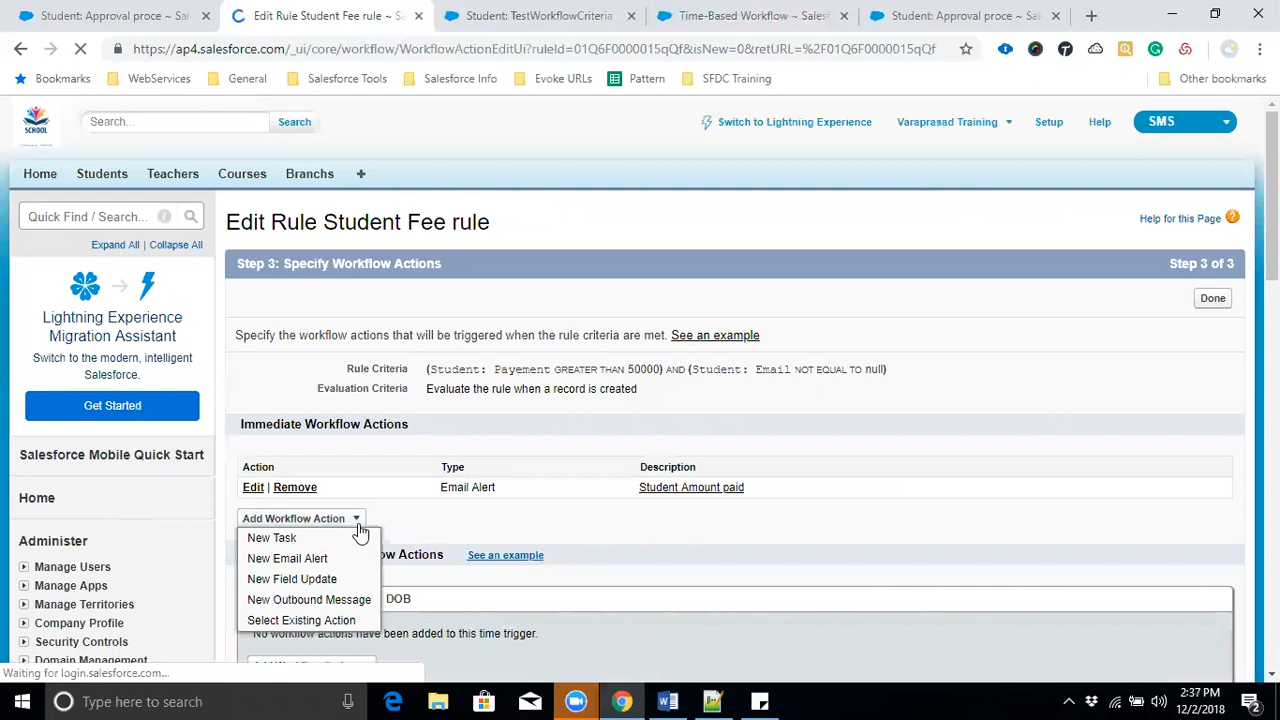 Student: Approval proce ~ Sal
Edit Rule Student Fee rule ~ S
Student: TestWorkflowCriteria
Time-Based Workflow ~ Salesf
Student: Approval proce ~ Sal
https://ap4.salesforce.com/_ui/core/workflow/WorkflowActionEditUi?ruleId=01Q6F0000015qQf&isNew=0&retURL=%2F01Q6F0000015qQf
Bookmarks WebServices General Salesforce Tools Salesforce Info Evoke URLs Pattern SFDC Training Other bookmarks
SCHOOL
Search...
Search
Switch to Lightning Experience Varaprasad Training Setup Help SMS
Home Students Teachers Courses Branchs +
Quick Find / Search...
Expand All | Collapse All
Lightning Experience
Migration Assistant
Switch to the modern, intelligent
Salesforce.
Get Started
Salesforce Mobile Quick Start
Home
Administer
Manage Users
Manage Apps
Manage Territories
Company Profile
Security Controls
Domain Management
Edit Rule Student Fee rule
Help for this Page
Step 3: Specify Workflow Actions Step 3 of 3
Done
Specify the workflow actions that will be triggered when the rule criteria are met. See an example
Rule Criteria (Student: Payment GREATER THAN 50000) AND (Student: Email NOT EQUAL TO null)
Evaluation Criteria Evaluate the rule when a record is created
Immediate Workflow Actions
Action Type Description
Edit | Remove Email Alert Student Amount paid
Add Workflow Action
New Task
New Email Alert
New Field Update
New Outbound Message
Select Existing Action
ow Actions See an example
DOB
No workflow actions have been added to this time trigger.
Waiting for login.salesforce.com...
Type here to search
2:37 PM
12/2/2018
2